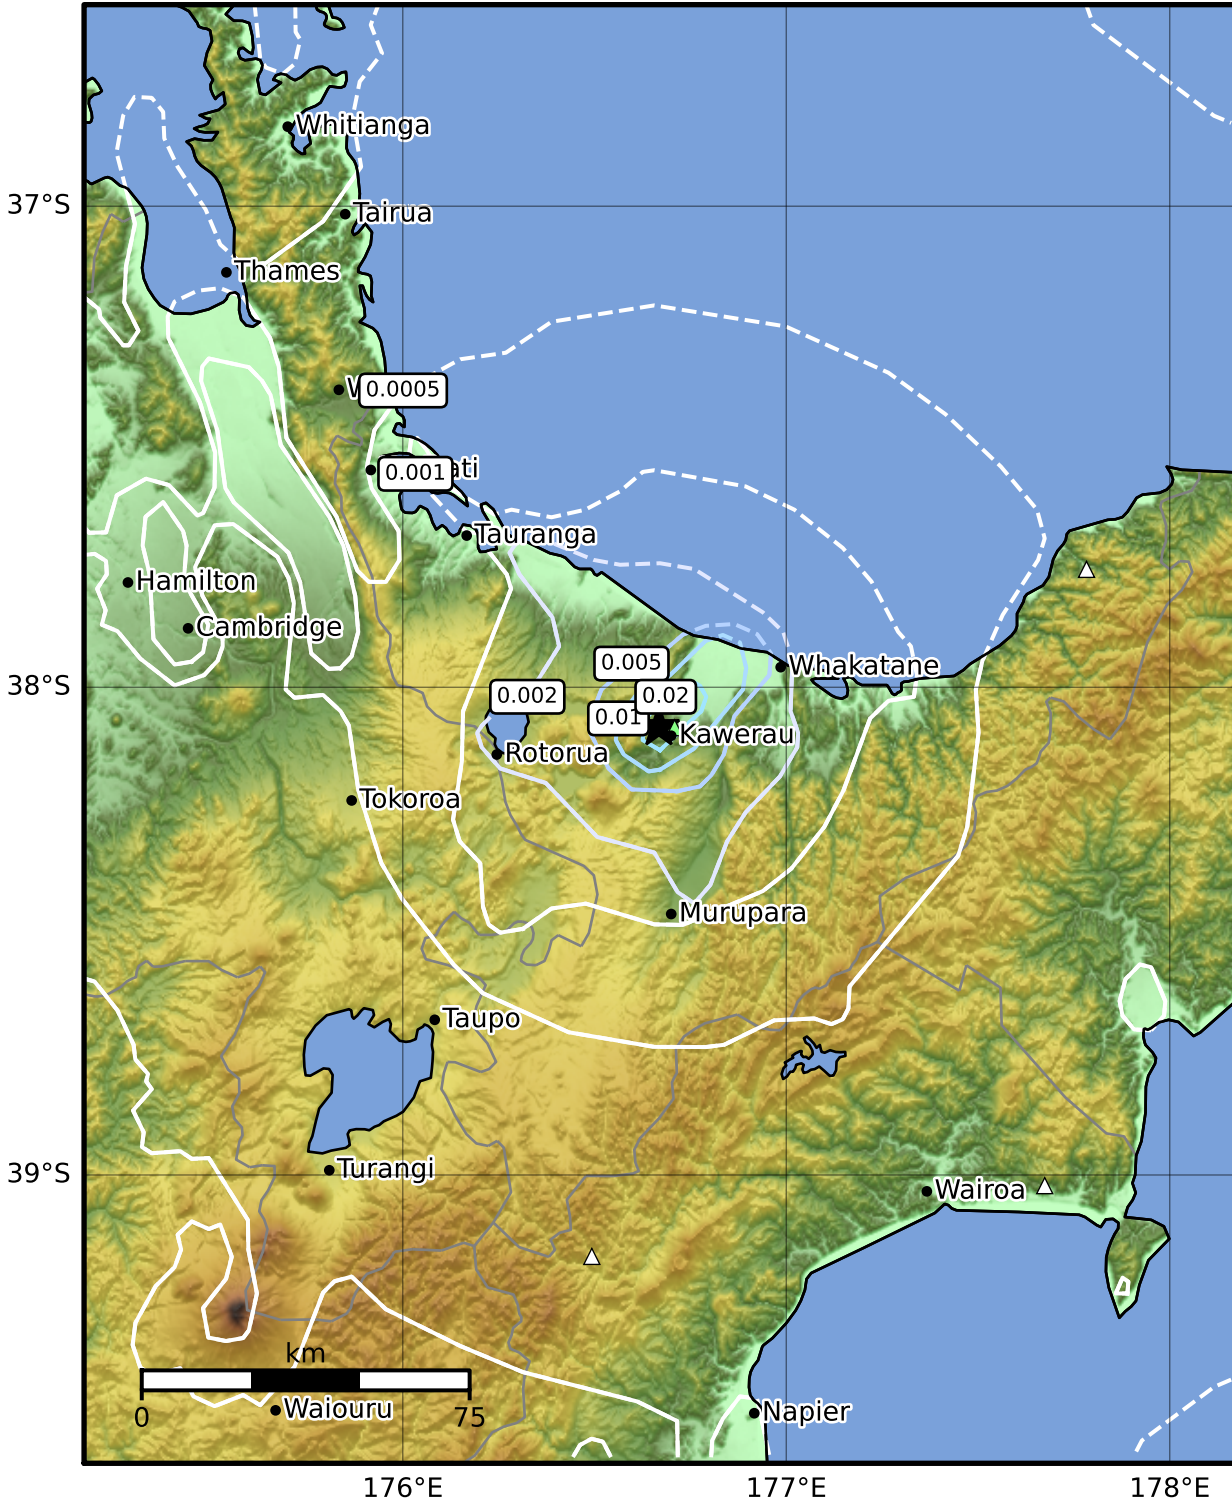 Whitianga
37°S
Tairua
Thames
0.0005
0.001
Tauranga
Hamilton
Cambridge
0.005
Whakatane
38°S
0.002
0.02
0.01
Kawerau
Rotorua
Tokoroa
Murupara
Taupo
Turangi
39°S
Wairoa
km
0
75
Waiouru
Napier
176°E
177°E
178°E